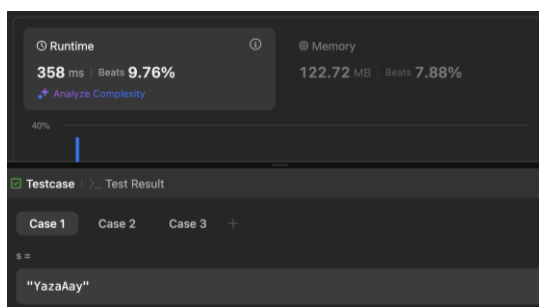 Runtime
358 ms | Beats 9.76%
Analyze Complexity
Memory
122.72 MB | Beats 7.88%
40%
Testcase | >_ Test Result
Case 1 Case 2 Case 3 +
s =
"YazaAay"